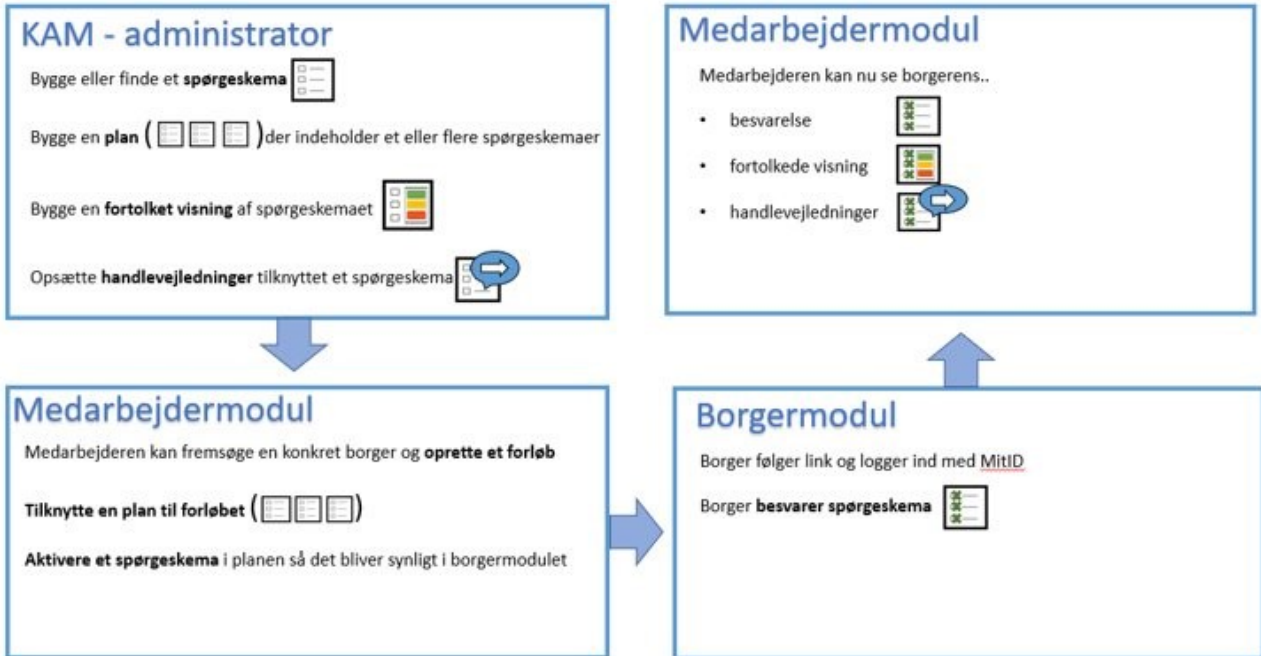 KAM - administrator
Bygge eller finde et spørgeskema
Bygge en plan ( ) der indeholder et eller flere spørgeskemaer
Bygge en fortolket visning af spørgeskemaet
Opsætte handlevejledninger tilknyttet et spørgeskema
Medarbejdermodul
Medarbejderen kan fremsøge en konkret borger og oprette et forløb
Tilknytte en plan til forløbet ( )
Aktivere et spørgeskema i planen så det bliver synligt i borgermodulet
Borgermodul
Borger følger link og logger ind med MitID
Borger besvarer spørgeskema
Medarbejdermodul
Medarbejderen kan nu se borgerens..
• besvarelse
• fortolkede visning
• handlevejledninger